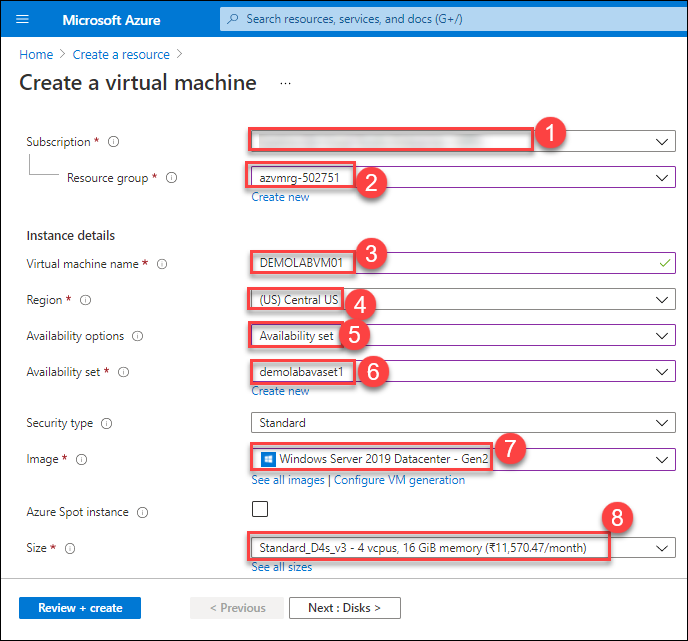 Microsoft Azure
Search resources, services, and docs (G+/)
Home > Create a resource >
Create a virtual machine ...
Subscription *
1
Resource group *
azvmrg-502751
2
Create new
Instance details
Virtual machine name *
DEMOLABVM01
3
Region *
(US) Central US
4
Availability options
Availability set
5
Availability set *
demolabavaset1
6
Create new
Security type
Standard
Image *
Windows Server 2019 Datacenter - Gen2
7
See all images | Configure VM generation
Azure Spot instance
8
Size *
Standard_D4s_v3 - 4 vcpus, 16 GiB memory (₹11,570.47/month)
See all sizes
Review + create
< Previous
Next : Disks >